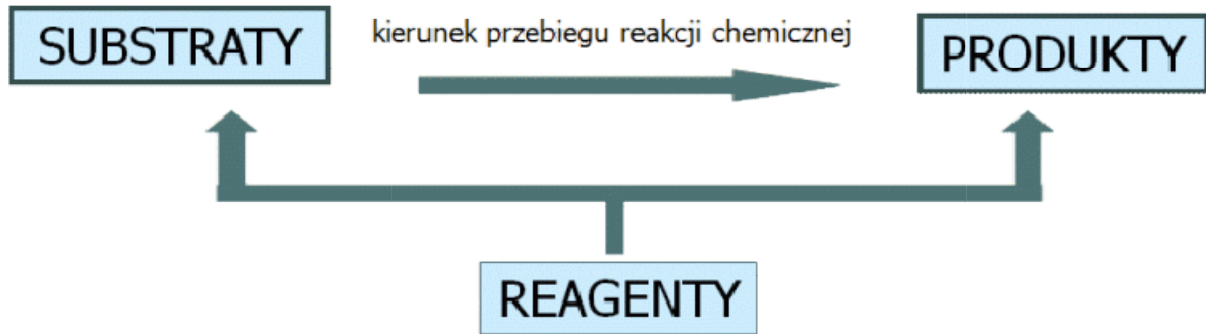 SUBSTRATY
kierunek przebiegu reakcji chemicznej
PRODUKTY
REAGENTY